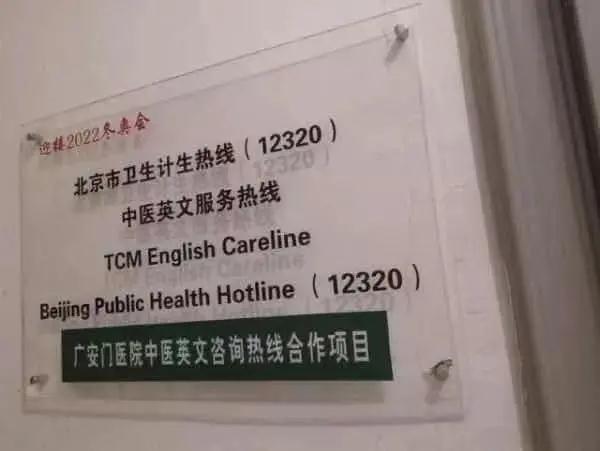 迎接2022冬奥会
北京市卫生计生热线（12320）
中医英文服务热线
TCM English Careline
Beijing Public Health Hotline （12320）
广安门医院中医英文咨询热线合作项目